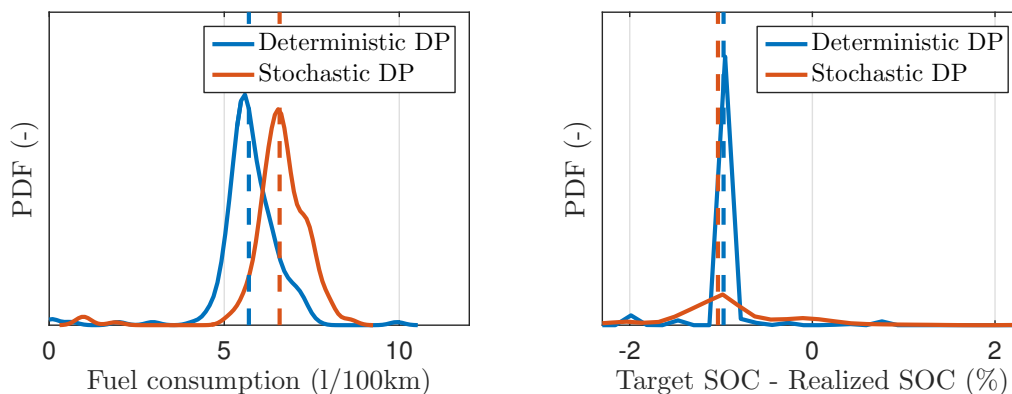 PDF (-)
Deterministic DP
Stochastic DP
0
5
10
Fuel consumption (l/100km)
PDF (-)
Deterministic DP
Stochastic DP
-2
0
2
Target SOC - Realized SOC (%)